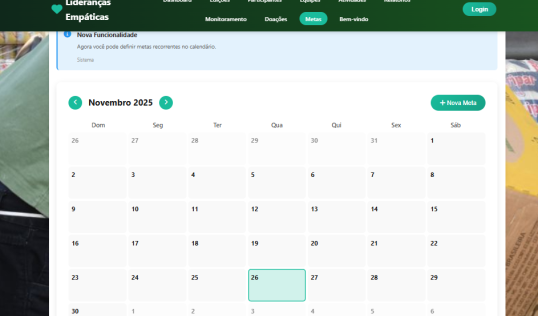 Lideranças
Empáticas
Dashboard Edições Participantes Equipes Atividades Relatórios
Monitoramento Doações Metas Bem-vindo
Login
Nova Funcionalidade
Agora você pode definir metas recorrentes no calendário.
Sistema
Novembro 2025
+ Nova Meta
Dom Seg Ter Qua Qui Sex Sáb
26 27 28 29 30 31 1
2 3 4 5 6 7 8
9 10 11 12 13 14 15
16 17 18 19 20 21 22
23 24 25 26 27 28 29
30 1 2 3 4 5 6